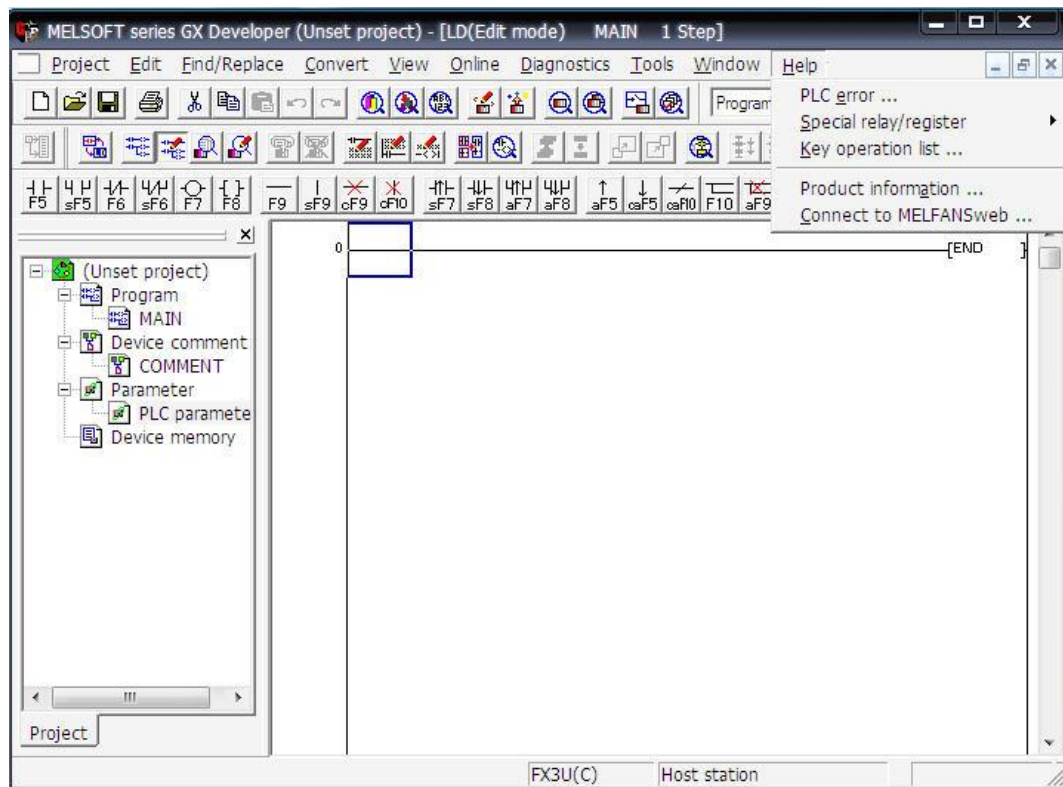 MELSOFT series GX Developer (Unset project) - [LD(Edit mode) MAIN 1 Step]
Project Edit Find/Replace Convert View Online Diagnostics Tools Window Help
PLC error ...
Special relay/register
Key operation list ...
Product information ...
Connect to MELFANSweb ...
Program
F5 sF5 F6 sF6 F7 F8 F9 sF9 cF9 cF10 sF7 sF8 aF7 aF8 aF5 caF5 caF10 F10 aF9
0 [END ]
(Unset project)
Program
MAIN
Device comment
COMMENT
Parameter
PLC paramete
Device memory
Project
FX3U(C) Host station